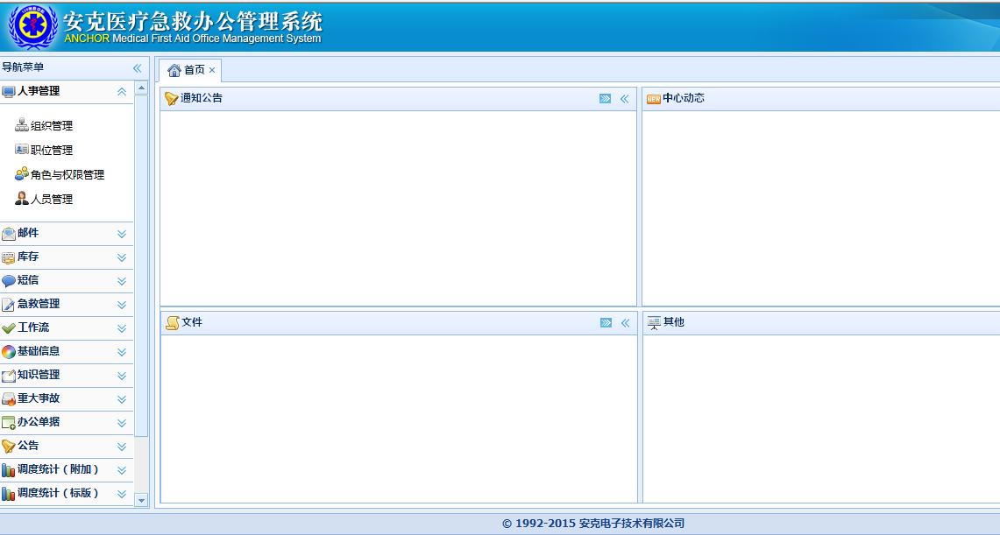 安克医疗急救办公管理系统
ANCHOR Medical First Aid Office Management System
导航菜单
人事管理
组织管理
职位管理
角色与权限管理
人员管理
邮件
库存
短信
急救管理
工作流
基础信息
知识管理
重大事故
办公单据
公告
调度统计（附加）
调度统计（标版）
首页
通知公告
NEW 中心动态
文件
其他
© 1992-2015 安克电子技术有限公司